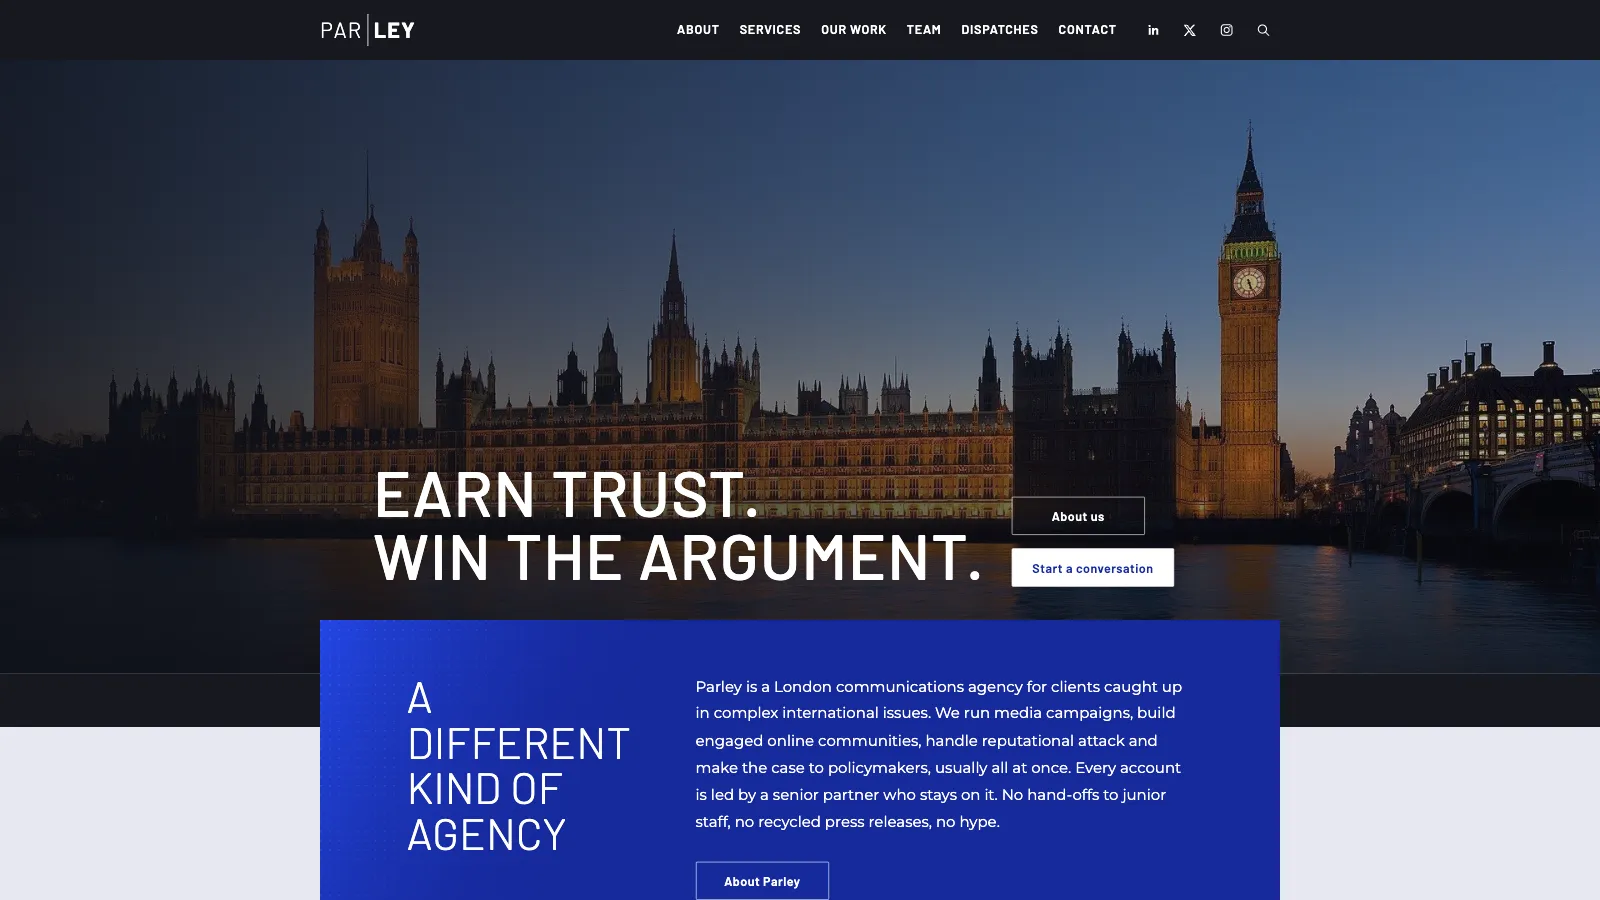 PAR|LEY
ABOUT SERVICES OUR WORK TEAM DISPATCHES CONTACT
EARN TRUST.
WIN THE ARGUMENT.
About us
Start a conversation
A
DIFFERENT
KIND OF
AGENCY
Parley is a London communications agency for clients caught up
in complex international issues. We run media campaigns, build
engaged online communities, handle reputational attack and
make the case to policymakers, usually all at once. Every account
is led by a senior partner who stays on it. No hand-offs to junior
staff, no recycled press releases, no hype.
About Parley